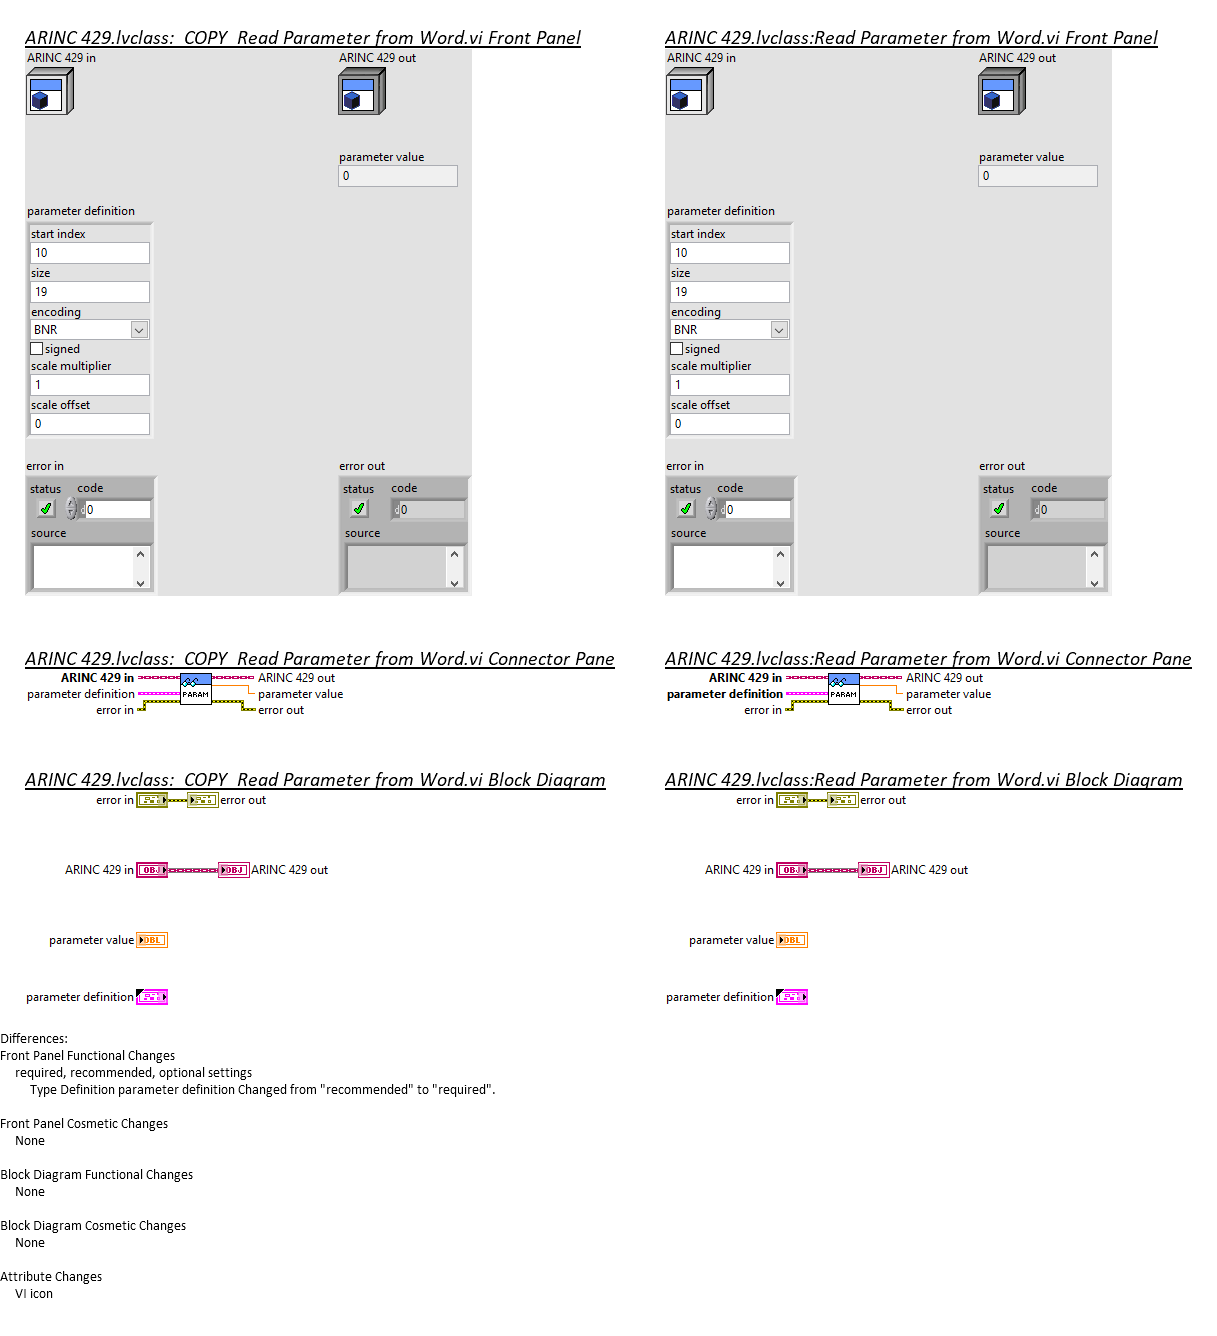 ARINC 429.lvclass:  COPY  Read Parameter from Word.vi Front Panel
ARINC 429 in
ARINC 429 out
parameter value
0
parameter definition
start index
10
size
19
encoding
BNR
signed
scale multiplier
1
scale offset
0
error in
status
code
d0
source
error out
status
code
d0
source
ARINC 429.lvclass:Read Parameter from Word.vi Front Panel
ARINC 429 in
ARINC 429 out
parameter value
0
parameter definition
start index
10
size
19
encoding
BNR
signed
scale multiplier
1
scale offset
0
error in
status
code
d0
source
error out
status
code
d0
source
ARINC 429.lvclass:  COPY  Read Parameter from Word.vi Connector Pane
ARINC 429 in
parameter definition
error in
PARAM
ARINC 429 out
parameter value
error out
ARINC 429.lvclass:Read Parameter from Word.vi Connector Pane
ARINC 429 in
parameter definition
error in
PARAM
ARINC 429 out
parameter value
error out
ARINC 429.lvclass:  COPY  Read Parameter from Word.vi Block Diagram
error in
error out
ARINC 429 in
OBJ
OBJ
ARINC 429 out
parameter value
DBL
parameter definition
ARINC 429.lvclass:Read Parameter from Word.vi Block Diagram
error in
error out
ARINC 429 in
OBJ
OBJ
ARINC 429 out
parameter value
DBL
parameter definition
Differences:
Front Panel Functional Changes
required, recommended, optional settings
Type Definition parameter definition Changed from "recommended" to "required".
Front Panel Cosmetic Changes
None
Block Diagram Functional Changes
None
Block Diagram Cosmetic Changes
None
Attribute Changes
VI icon